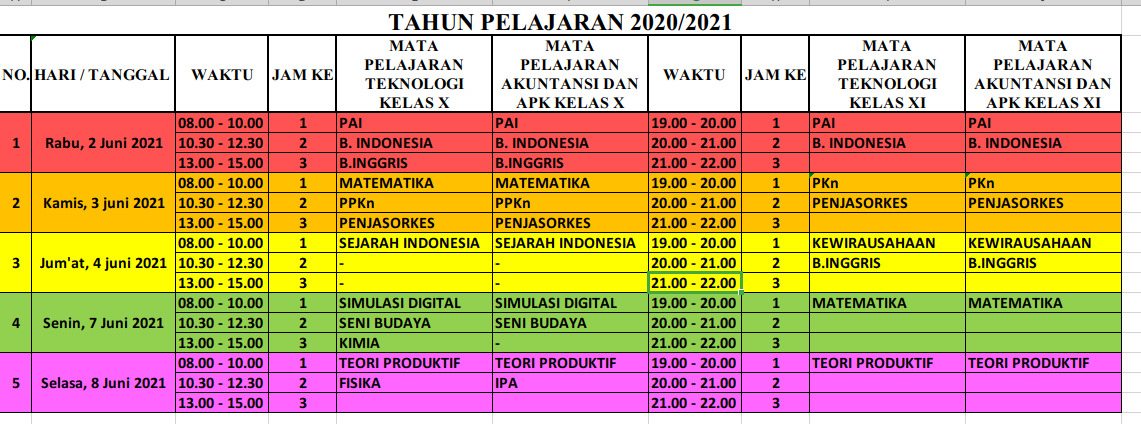 TAHUN PELAJARAN 2020/2021
NO. HARI / TANGGAL WAKTU JAM KE MATA PELAJARAN TEKNOLOGI KELAS X MATA PELAJARAN AKUNTANSI DAN APK KELAS X WAKTU JAM KE MATA PELAJARAN TEKNOLOGI KELAS XI MATA PELAJARAN AKUNTANSI DAN APK KELAS XI
08.00 - 10.00 1 PAI PAI 19.00 - 20.00 1 PAI PAI
1 Rabu, 2 Juni 2021 10.30 - 12.30 2 B. INDONESIA B. INDONESIA 20.00 - 21.00 2 B. INDONESIA B. INDONESIA
13.00 - 15.00 3 B.INGGRIS B.INGGRIS 21.00 - 22.00 3
08.00 - 10.00 1 MATEMATIKA MATEMATIKA 19.00 - 20.00 1 PKn PKn
2 Kamis, 3 juni 2021 10.30 - 12.30 2 PPKn PPKn 20.00 - 21.00 2 PENJASORKES PENJASORKES
13.00 - 15.00 3 PENJASORKES PENJASORKES 21.00 - 22.00 3
08.00 - 10.00 1 SEJARAH INDONESIA SEJARAH INDONESIA 19.00 - 20.00 1 KEWIRAUSAHAAN KEWIRAUSAHAAN
3 Jum'at, 4 juni 2021 10.30 - 12.30 2 - - 20.00 - 21.00 2 B.INGGRIS B.INGGRIS
13.00 - 15.00 3 - - 21.00 - 22.00 3
08.00 - 10.00 1 SIMULASI DIGITAL SIMULASI DIGITAL 19.00 - 20.00 1 MATEMATIKA MATEMATIKA
4 Senin, 7 Juni 2021 10.30 - 12.30 2 SENI BUDAYA SENI BUDAYA 20.00 - 21.00 2
13.00 - 15.00 3 KIMIA - 21.00 - 22.00 3
08.00 - 10.00 1 TEORI PRODUKTIF TEORI PRODUKTIF 19.00 - 20.00 1 TEORI PRODUKTIF TEORI PRODUKTIF
5 Selasa, 8 Juni 2021 10.30 - 12.30 2 FISIKA IPA 20.00 - 21.00 2
13.00 - 15.00 3 21.00 - 22.00 3